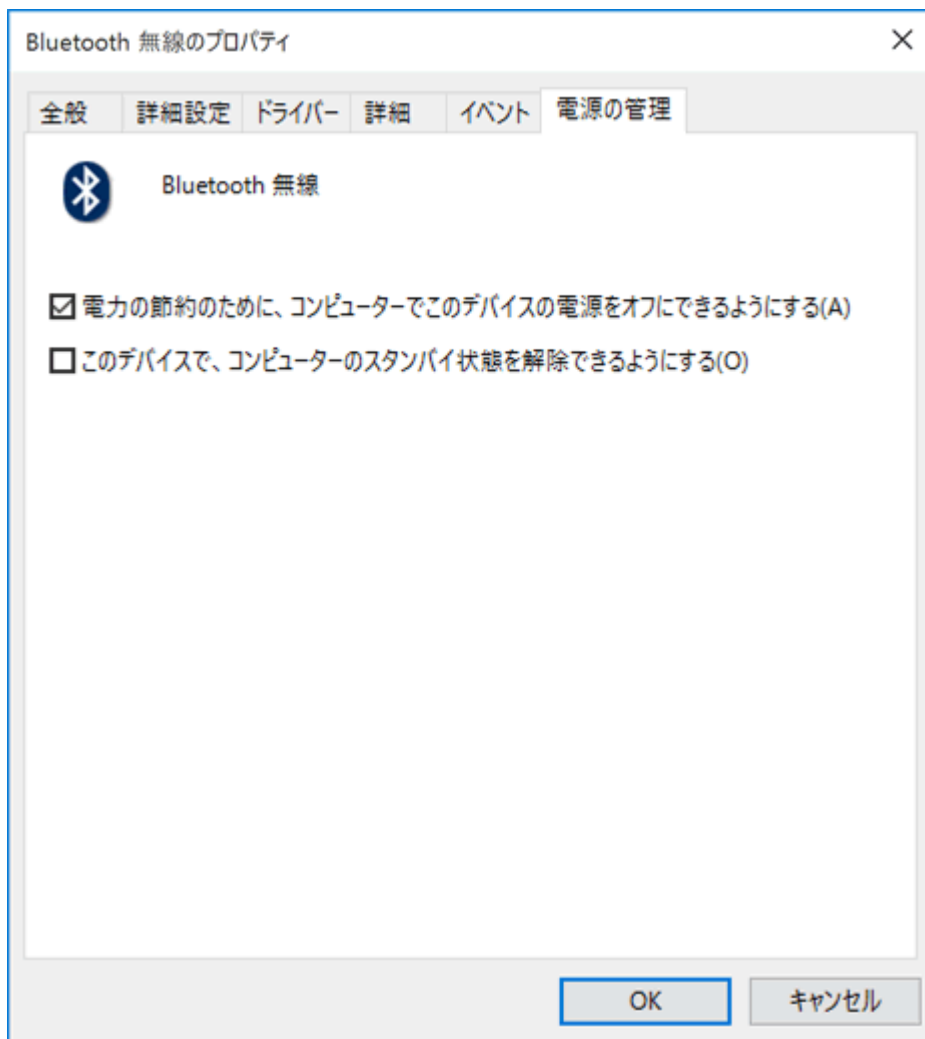 Bluetooth 無線のプロパティ
全般 詳細設定 ドライバー 詳細 イベント 電源の管理
Bluetooth 無線
電力の節約のために、コンピューターでこのデバイスの電源をオフにできるようにする(A)
このデバイスで、コンピューターのスタンバイ状態を解除できるようにする(O)
OK キャンセル